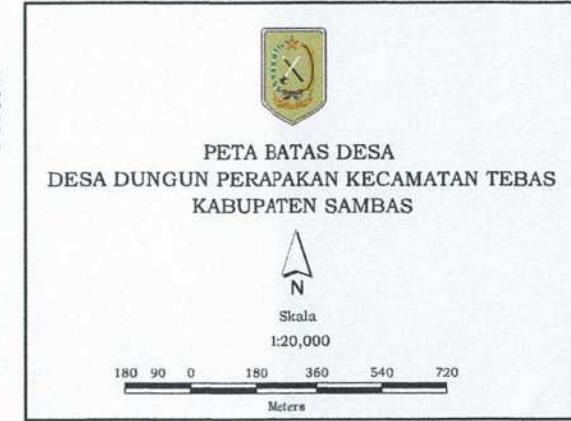 PETA BATAS DESA
DESA DUNGUN PERAPAKAN KECAMATAN TEBAS
KABUPATEN SAMBAS
N
Skala
1:20,000
180 90 0 180 360 540 720
Meters